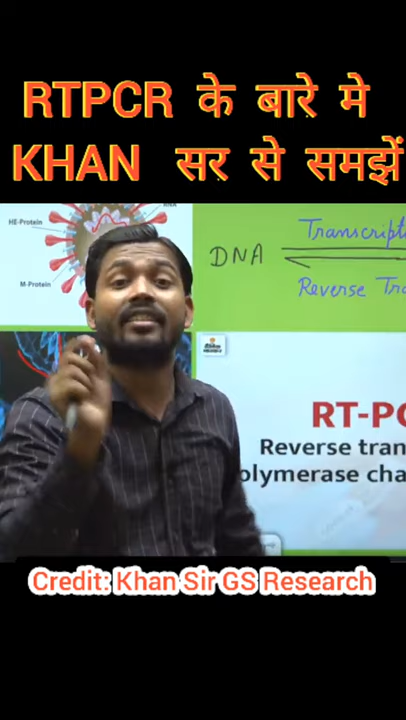 RTPCR के बारे मे
KHAN सर से समझें
HE-Protein
M-Protein
DNA
Reverse
RT-PC
Reverse tran
olymerase cha
Credit: Khan Sir GS Research